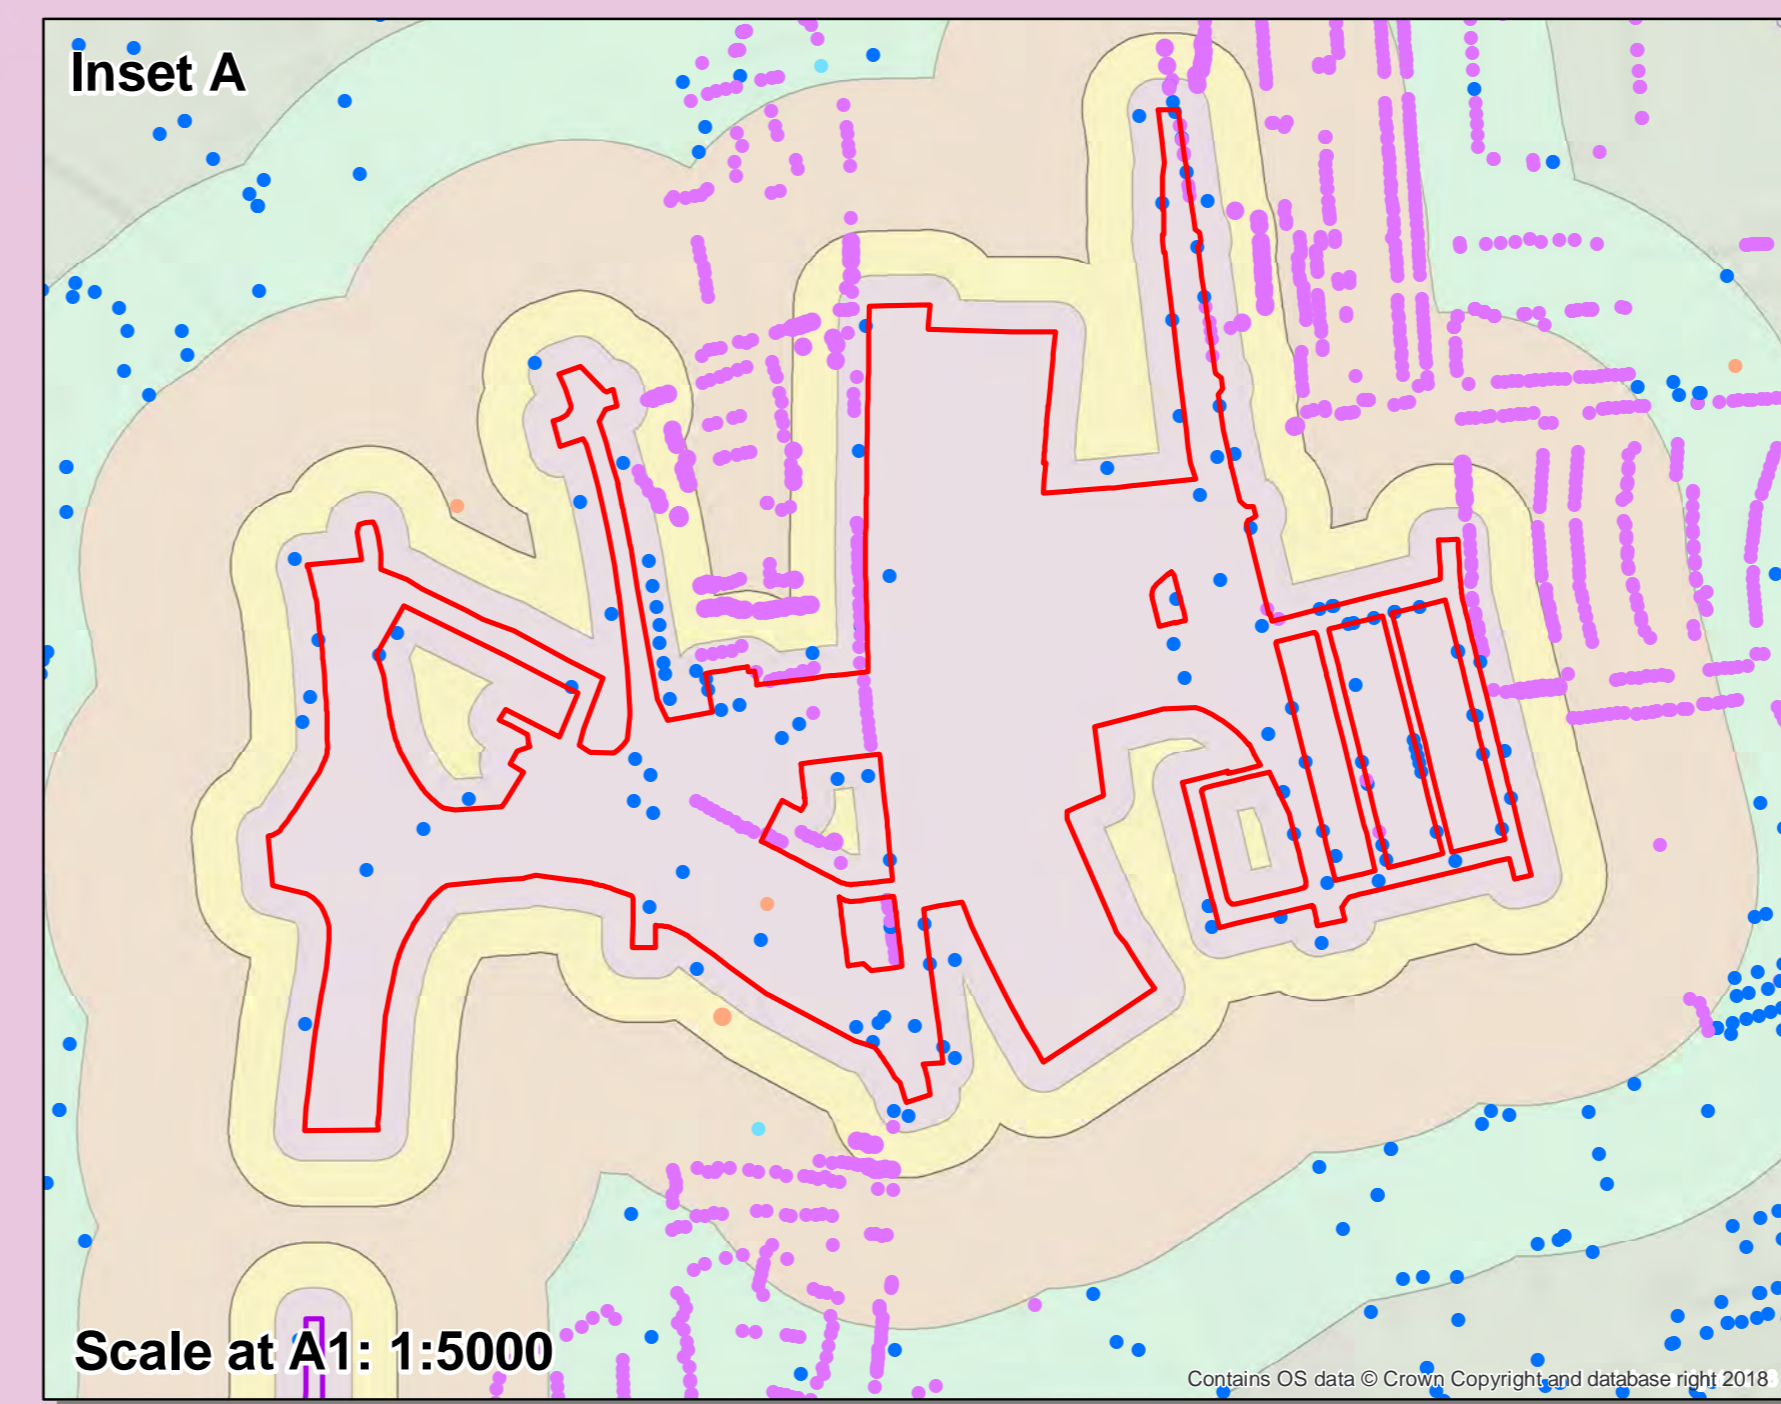 Inset A
Scale at A1: 1:5000
Contains OS data © Crown Copyright and database right 2018